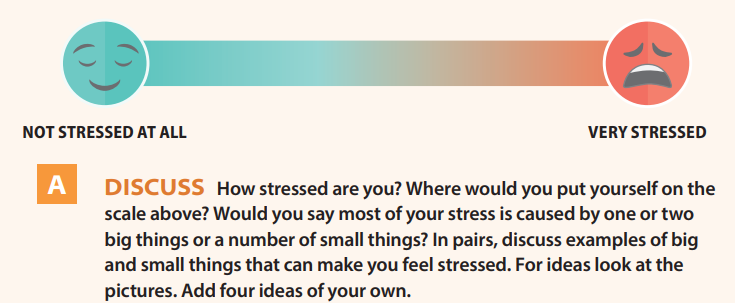 NOT STRESSED AT ALL
VERY STRESSED
A
DISCUSS How stressed are you? Where would you put yourself on the
scale above? Would you say most of your stress is caused by one or two
big things or a number of small things? In pairs, discuss examples of big
and small things that can make you feel stressed. For ideas look at the
pictures. Add four ideas of your own.